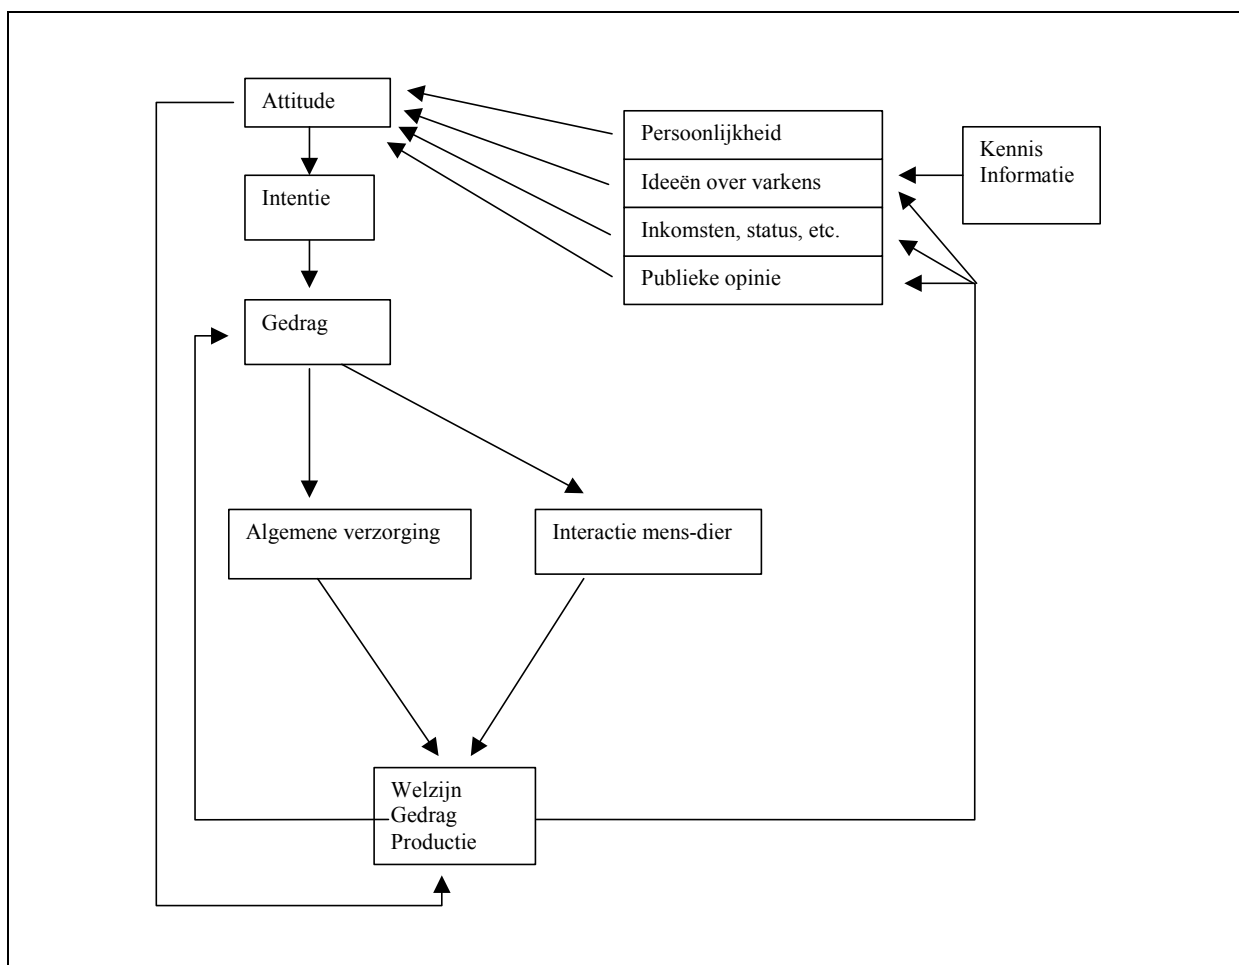 Attitude
Persoonlijkheid
Kennis
Informatie
Ideeën over varkens
Intentie
Inkomsten, status, etc.
Publieke opinie
Gedrag
Algemene verzorging
Interactie mens-dier
Welzijn
Gedrag
Productie